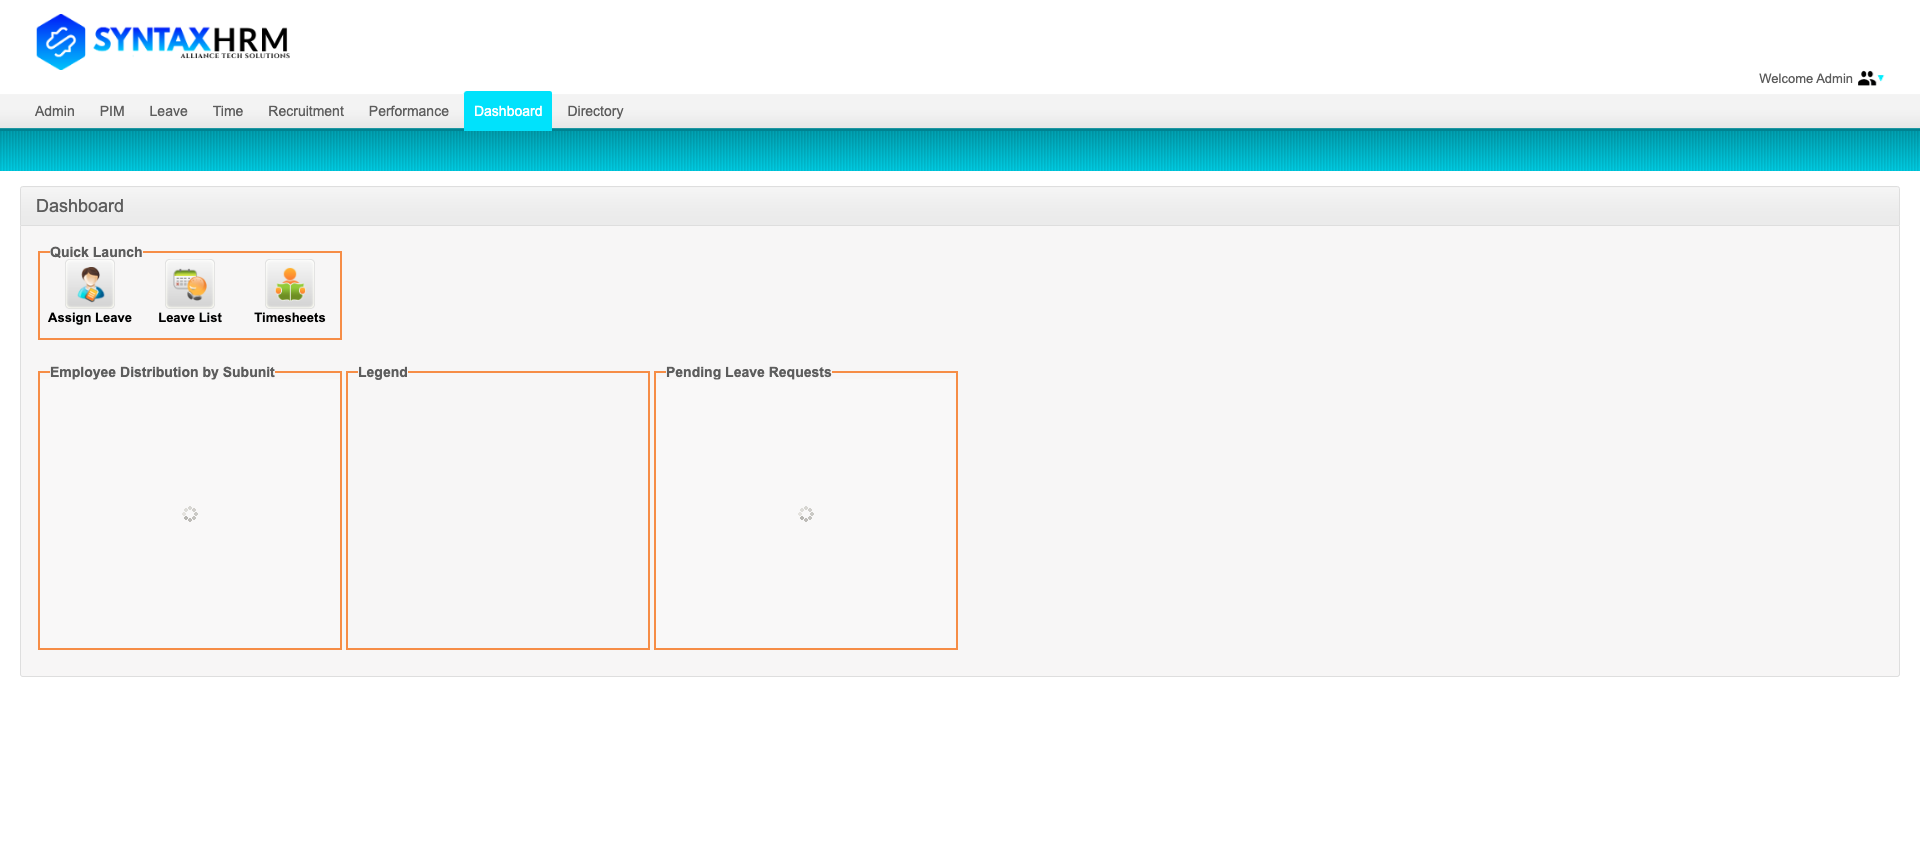 SYNTAXHRM
ALLIANCE TECH SOLUTIONS
Welcome Admin
Admin PIM Leave Time Recruitment Performance Dashboard Directory
Dashboard
Quick Launch
Assign Leave Leave List Timesheets
Employee Distribution by Subunit Legend Pending Leave Requests